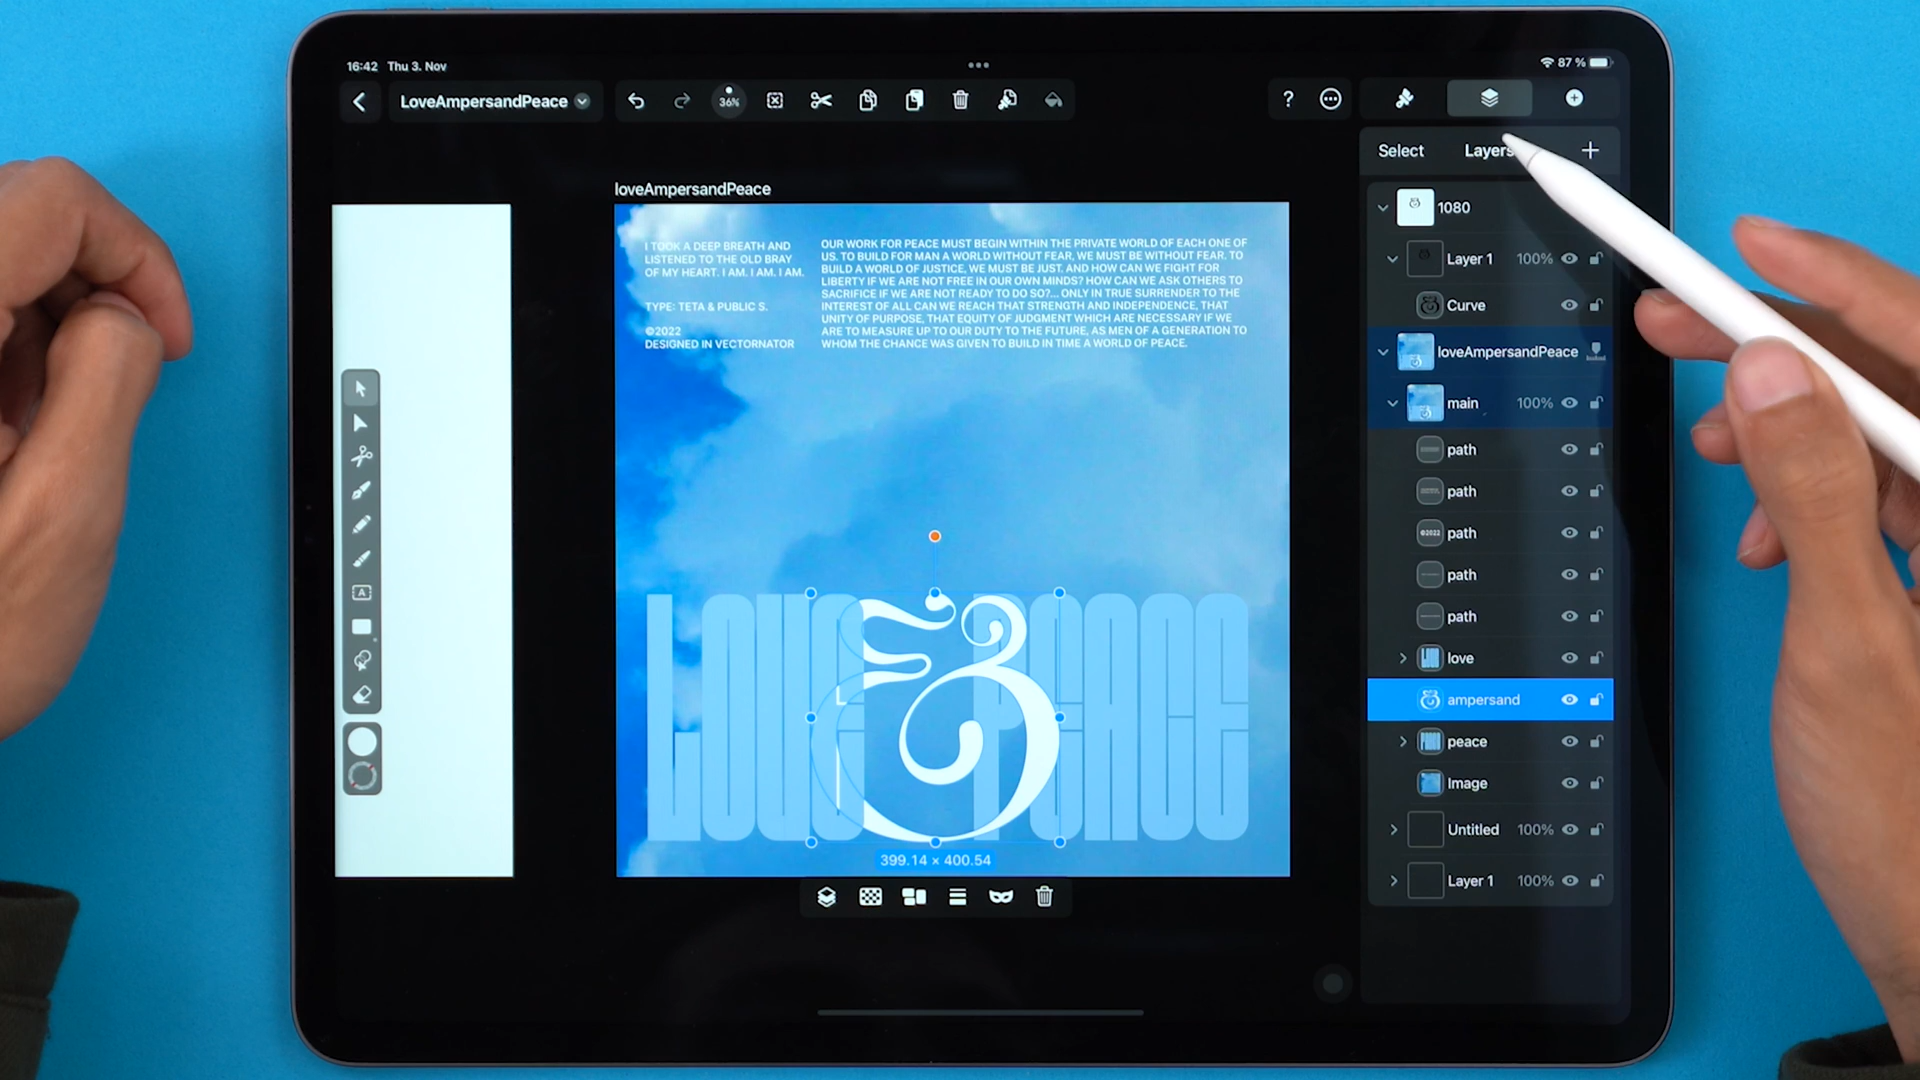 16:42 Thu 3. Nov
87 %
LoveAmpersandPeace
36%
?
Select
Layers
loveAmpersandPeace
I TOOK A DEEP BREATH AND
LISTENED TO THE OLD BRAY
OF MY HEART. I AM. I AM. I AM.
TYPE: TETA & PUBLIC S.
©2022
DESIGNED IN VECTORNATOR
OUR WORK FOR PEACE MUST BEGIN WITHIN THE PRIVATE WORLD OF EACH ONE OF
US. TO BUILD FOR MAN A WORLD WITHOUT FEAR, WE MUST BE WITHOUT FEAR. TO
BUILD A WORLD OF JUSTICE, WE MUST BE JUST. AND HOW CAN WE FIGHT FOR
LIBERTY IF WE ARE NOT FREE IN OUR OWN MINDS? HOW CAN WE ASK OTHERS TO
SACRIFICE IF WE ARE NOT READY TO DO SO?... ONLY IN TRUE SURRENDER TO THE
INTEREST OF ALL CAN WE REACH THAT STRENGTH AND INDEPENDENCE, THAT
UNITY OF PURPOSE, THAT EQUITY OF JUDGMENT WHICH ARE NECESSARY IF WE
ARE TO MEASURE UP TO OUR DUTY TO THE FUTURE, AS MEN OF A GENERATION TO
WHOM THE CHANCE WAS GIVEN TO BUILD IN TIME A WORLD OF PEACE.
LOVE & PEACE
399.14 × 400.54
A
1080
Layer 1 100%
Curve
loveAmpersandPeace
main 100%
path
path
©2022 path
path
path
love
ampersand
peace
Image
Untitled 100%
Layer 1 100%